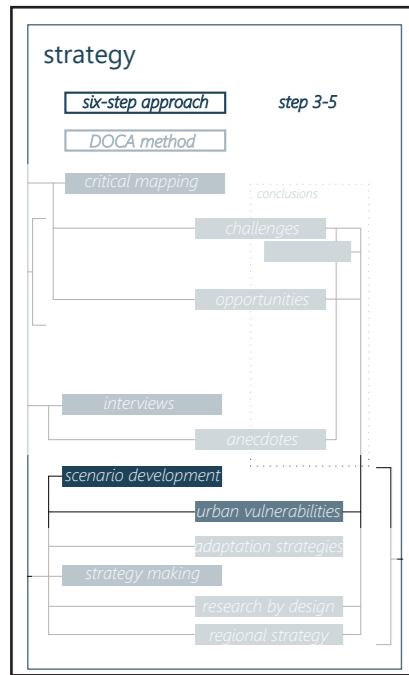 strategy
six-step approach
step 3-5
DOCA method
critical mapping
conclusions
challenges
opportunities
interviews
anecdotes
scenario development
urban vulnerabilities
adaptation strategies
strategy making
research by design
regional strategy